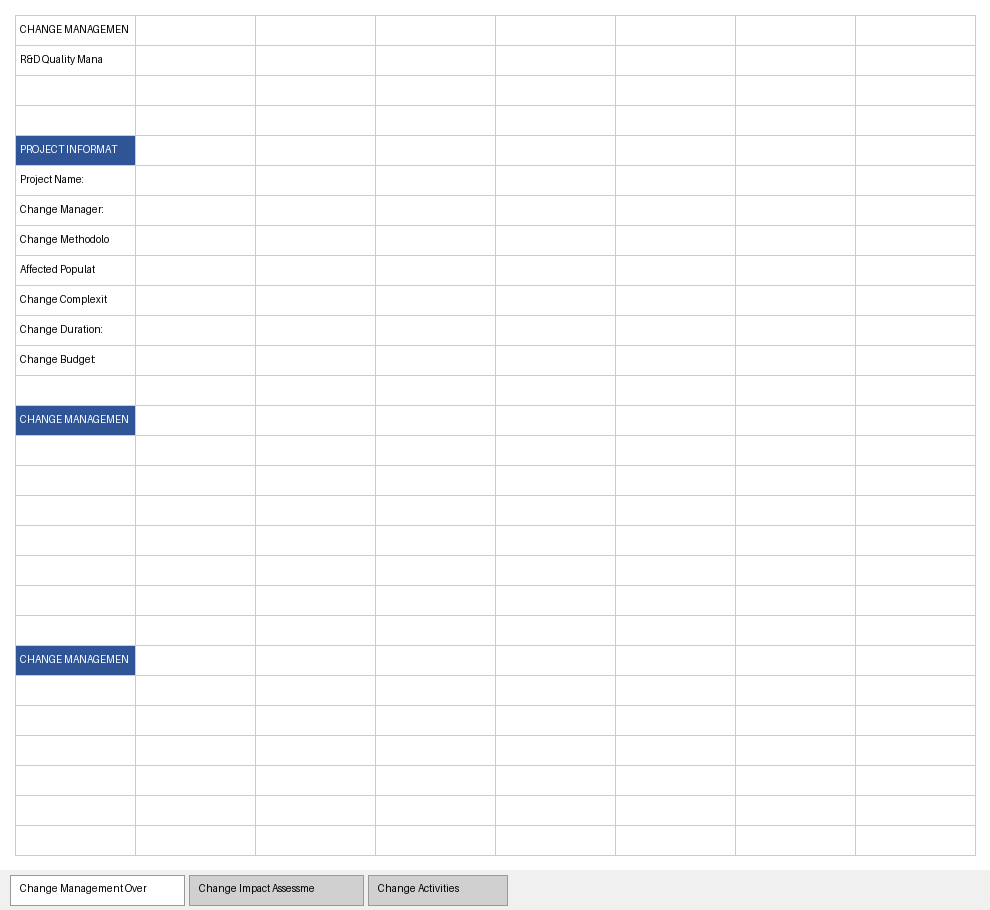 CHANGE MANAGEMEN
R&D Quality Mana
PROJECT INFORMAT
Project Name:
Change Manager:
Change Methodolo
Affected Populat
Change Complexit
Change Duration:
Change Budget:
CHANGE MANAGEMEN
CHANGE MANAGEMEN
Change Management Over
Change Impact Assessme
Change Activities